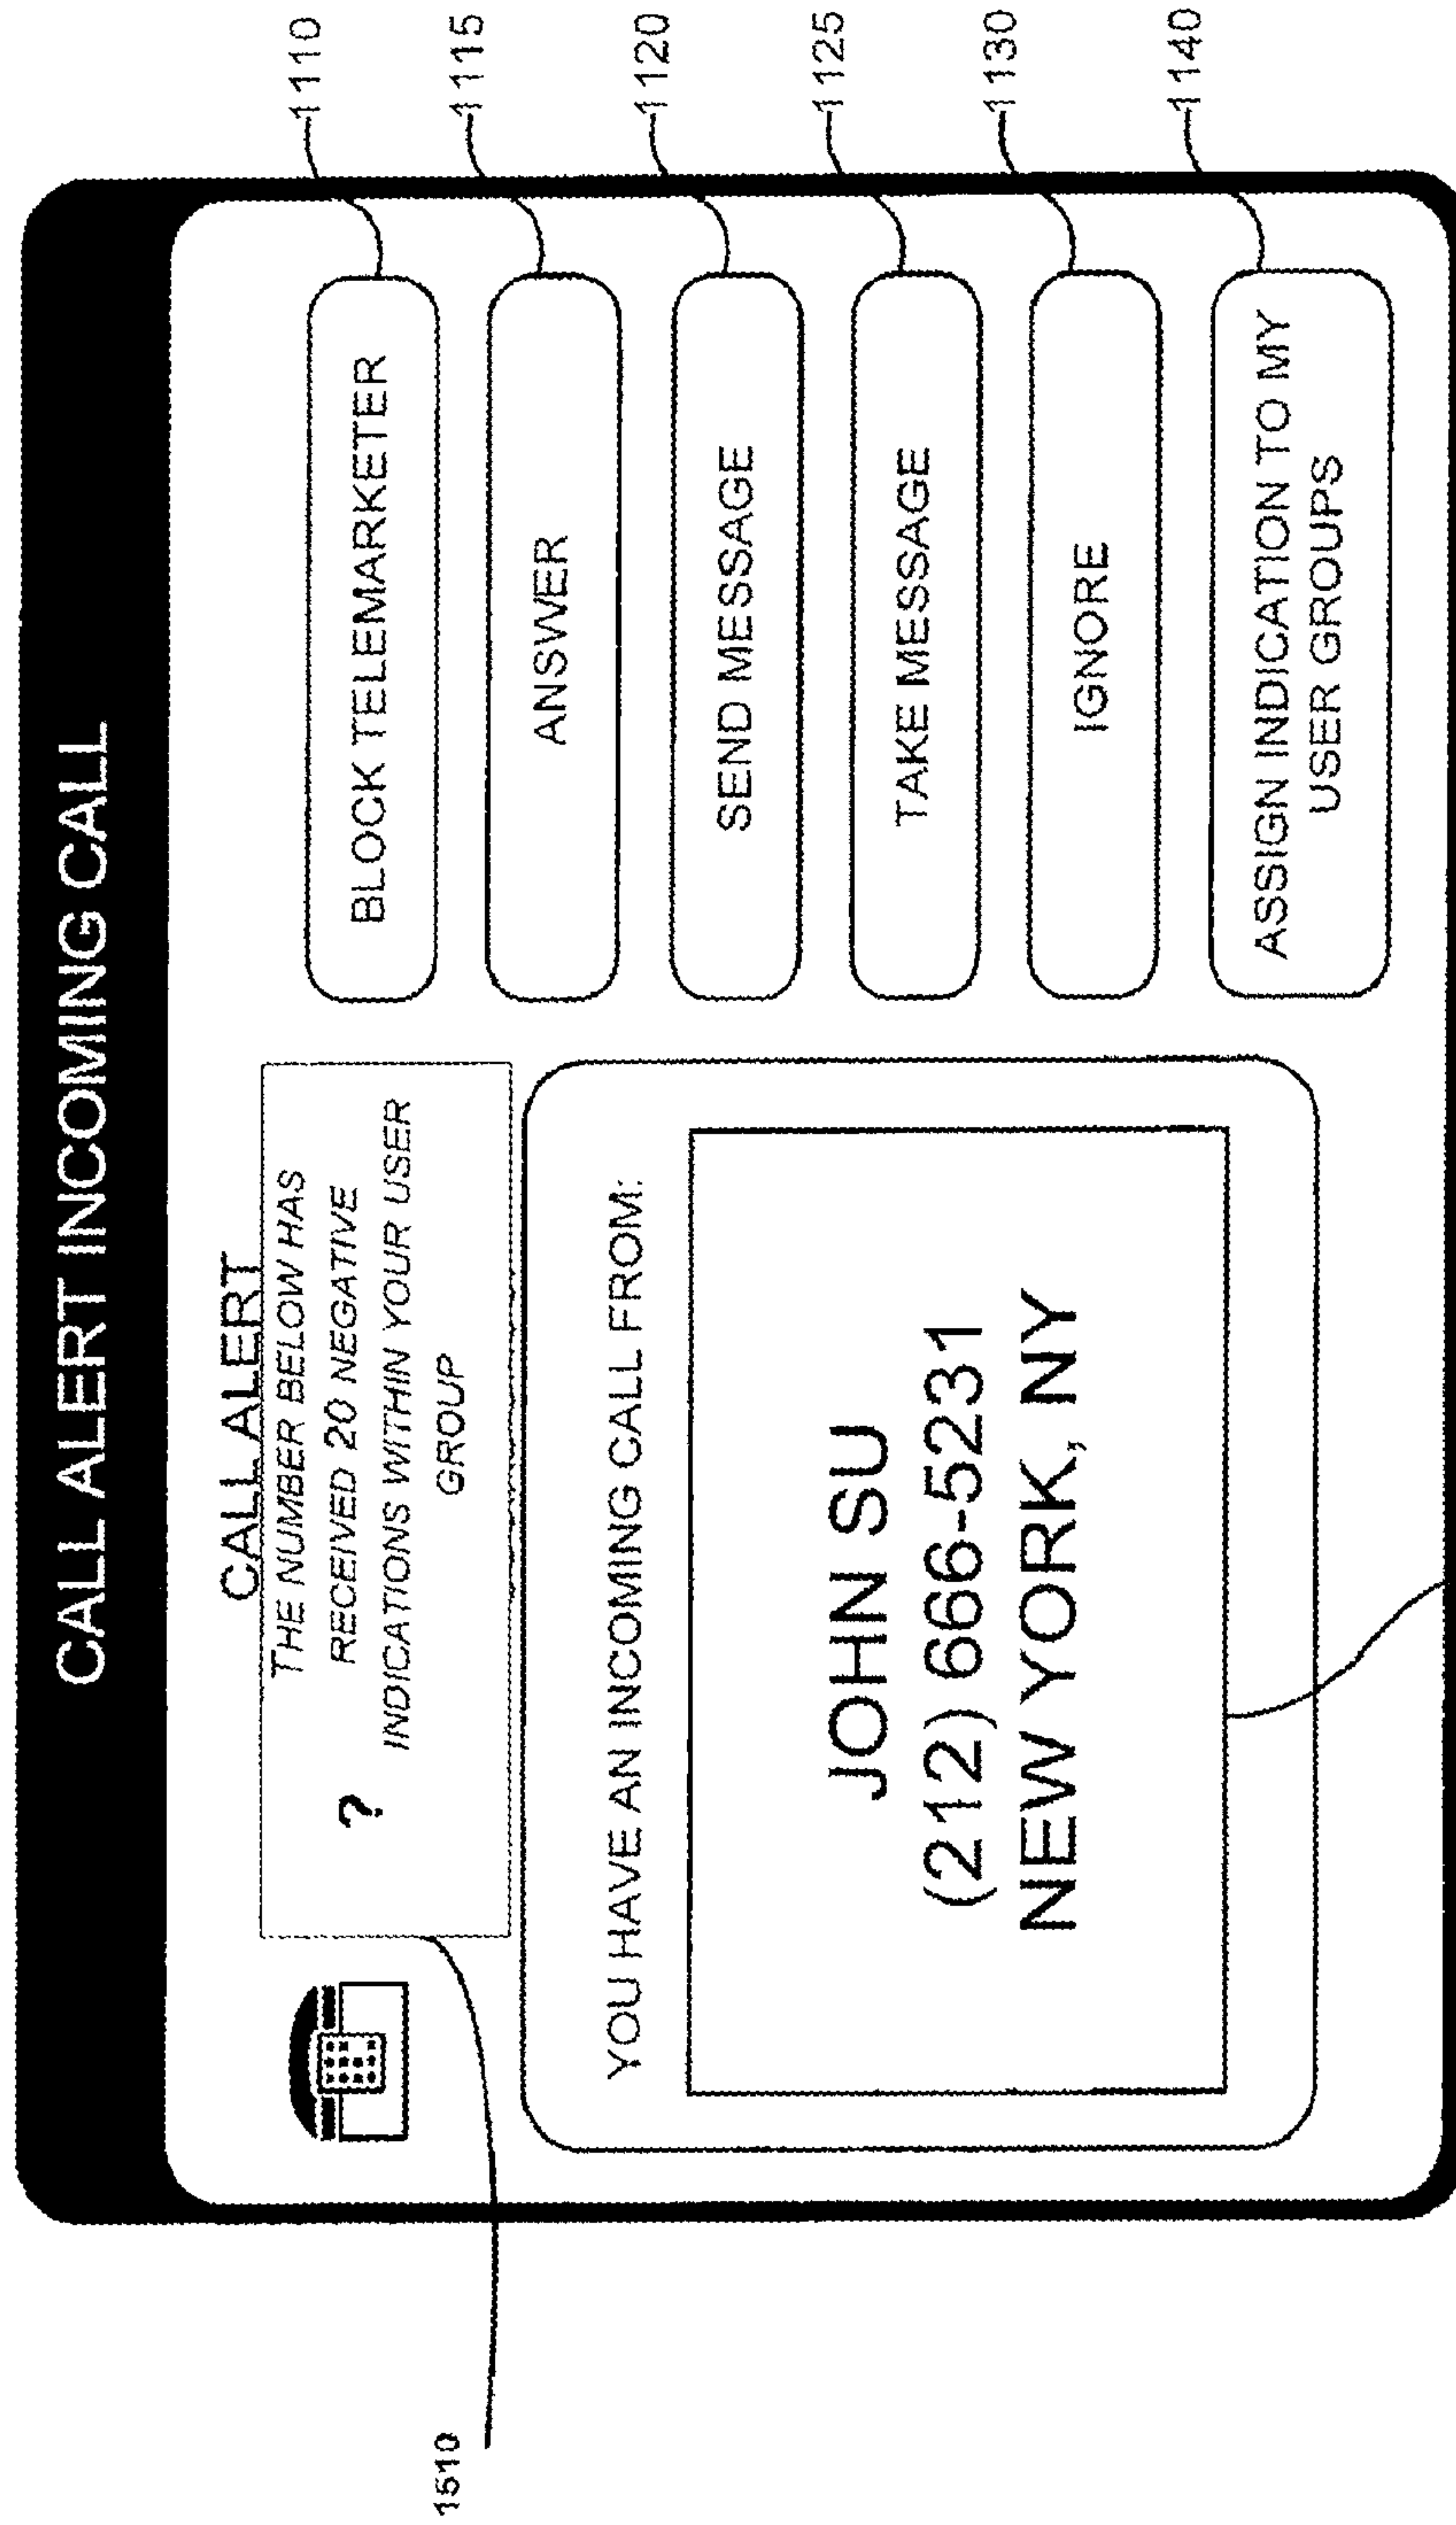 CALL ALERT INCOMING CALL
CALL ALERT
?
THE NUMBER BELOW HAS
RECEIVED 20 NEGATIVE
INDICATIONS WITHIN YOUR USER
GROUP
1510
YOU HAVE AN INCOMING CALL FROM:
JOHN SU
(212) 666-5231
NEW YORK, NY
BLOCK TELEMARKETER
1110
ANSWER
1115
SEND MESSAGE
1120
TAKE MESSAGE
1125
IGNORE
1130
ASSIGN INDICATION TO MY
USER GROUPS
1140